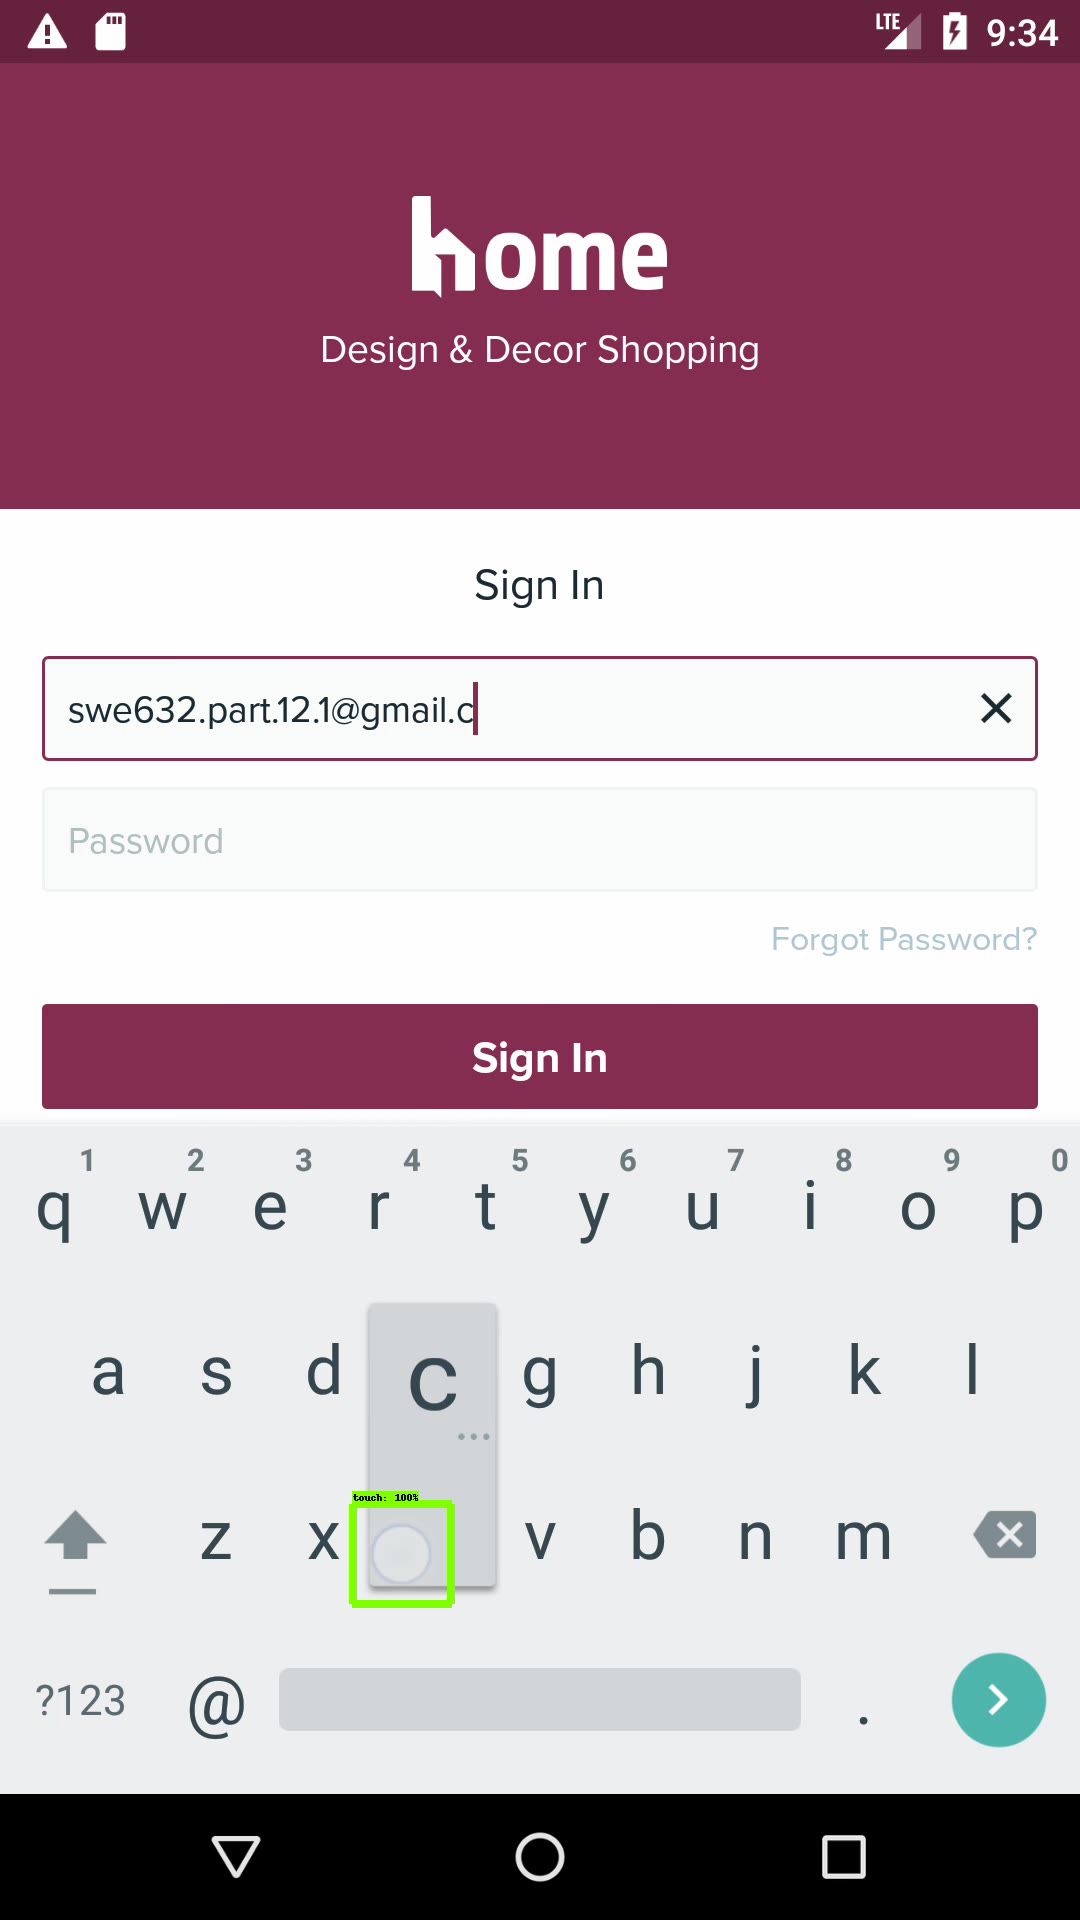 LTE 9:34
home
Design & Decor Shopping
Sign In
swe632.part.12.1@gmail.c
Password
Forgot Password?
Sign In
1 2 3 4 5 6 7 8 9 0
q w e r t y u i o p
a s d c g h j k l
touch: 100%
z x v b n m
?123 @ .